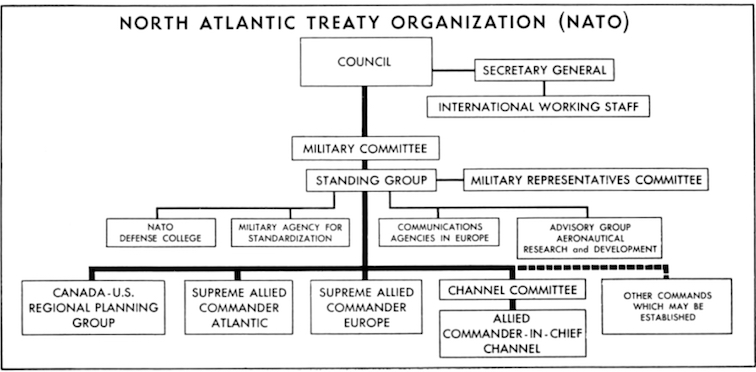 NORTH ATLANTIC TREATY ORGANIZATION (NATO)
COUNCIL
SECRETARY GENERAL
INTERNATIONAL WORKING STAFF
MILITARY COMMITTEE
STANDING GROUP
MILITARY REPRESENTATIVES COMMITTEE
NATO
DEFENSE COLLEGE
MILITARY AGENCY FOR
STANDARDIZATION
COMMUNICATIONS
AGENCIES IN EUROPE
ADVISORY GROUP
AERONAUTICAL
RESEARCH and DEVELOPMENT
CANADA-U.S.
REGIONAL PLANNING
GROUP
SUPREME ALLIED
COMMANDER
ATLANTIC
SUPREME ALLIED
COMMANDER
EUROPE
CHANNEL COMMITTEE
ALLIED
COMMANDER-IN-CHIEF
CHANNEL
OTHER COMMANDS
WHICH MAY BE
ESTABLISHED